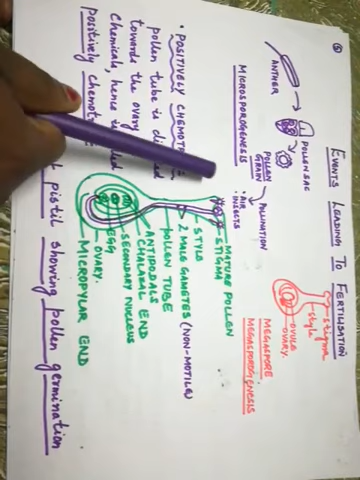 ⑤
EVENTS LEADING TO FERTILISATION
ANTHER
POLLEN SAC
POLLEN
GRAIN
POLLINATION
• AIR
• INSECTS
MICROSPOROGENESIS
Stigma
style
OVULE
OVARY.
MEGASPORE
MEGASPOROGENESIS
• POSITIVELY CHEMOT
pollen tube is di
towards the ovary
chemicals, hence
positively chemot
MATURE POLLEN
STIGMA
STYLE
2 MALE GAMETES (NON-MOTILE)
POLLEN TUBE
ANTIPODALS
CHALAZAL END
SECONDARY NUCLEUS
EGG
OVARY.
MICROPYLAR END
pistil showing pollen germination